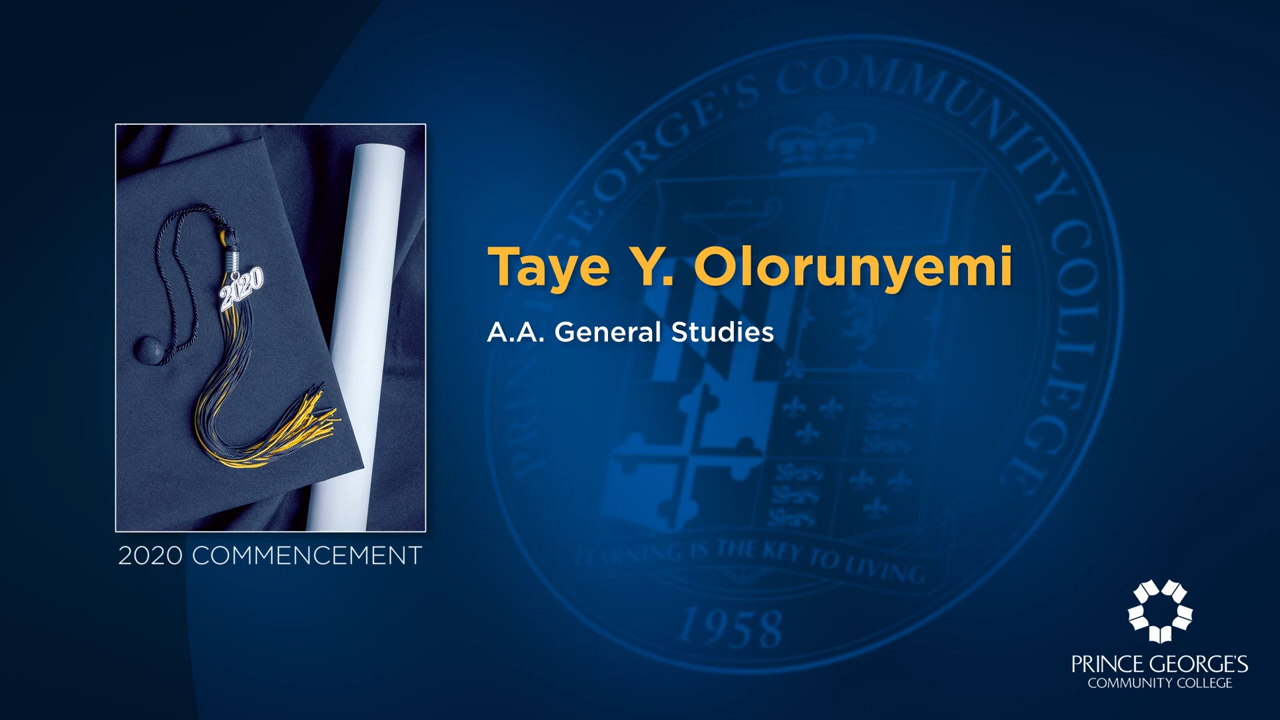 PRINCE GEORGE'S COMMUNITY COLLEGE
2020
Taye Y. Olorunyemi
A.A. General Studies
LEARNING IS THE KEY TO LIVING
1958
2020 COMMENCEMENT
PRINCE GEORGE'S
COMMUNITY COLLEGE